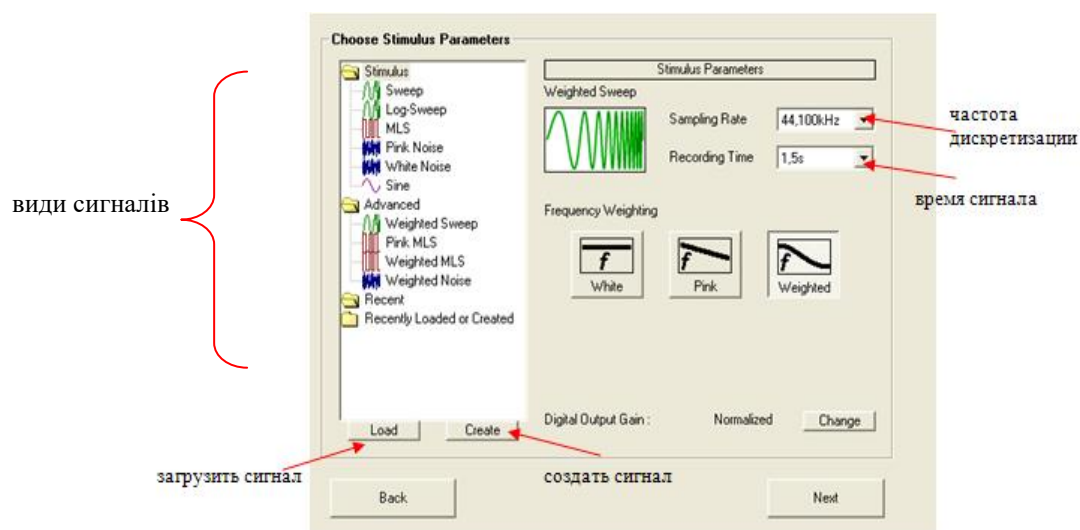 Choose Stimulus Parameters
Stimulus
Sweep
Log-Sweep
MLS
Pink Noise
White Noise
Sine
Advanced
Weighted Sweep
Pink MLS
Weighted MLS
Weighted Noise
Recent
Recently Loaded or Created
Load
Create
Stimulus Parameters
Weighted Sweep
Sampling Rate
44,100kHz
Recording Time
1,5s
Frequency Weighting
f
White
f
Pink
f
Weighted
Digital Output Gain :
Normalized
Change
Back
Next
види сигналів
частота
дискретизации
время сигнала
загрузить сигнал
создать сигнал